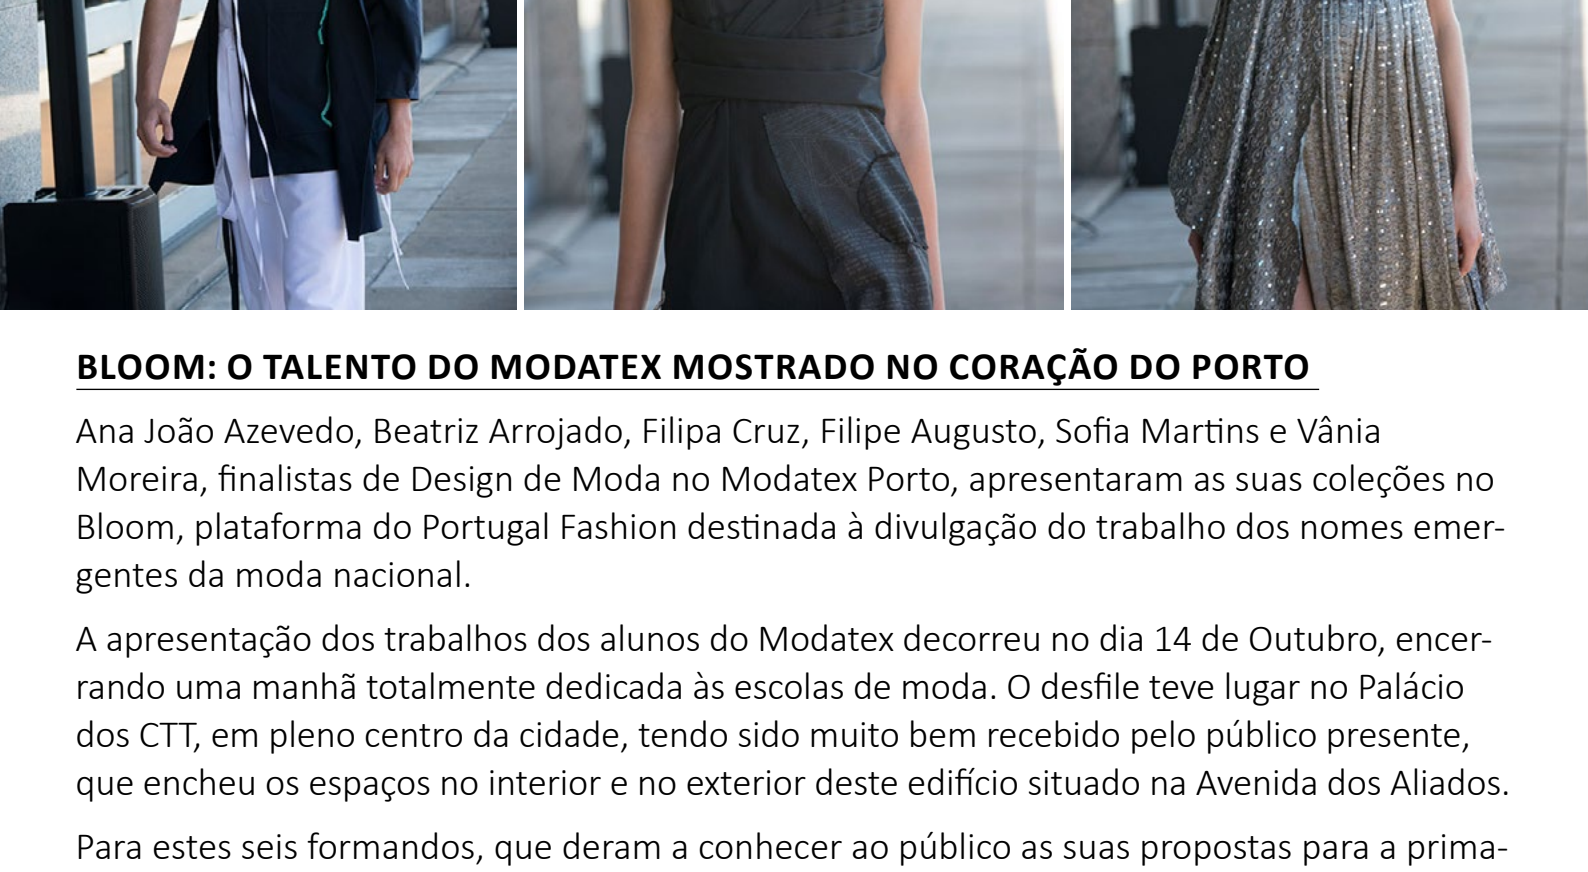 BLOOM: O TALENTO DO MODATEX MOSTRADO NO CORAÇÃO DO PORTO
Ana João Azevedo, Beatriz Arrojado, Filipa Cruz, Filipe Augusto, Sofia Martins e Vânia
Moreira, finalistas de Design de Moda no Modatex Porto, apresentaram as suas coleções no
Bloom, plataforma do Portugal Fashion destinada à divulgação do trabalho dos nomes emer-
gentes da moda nacional.
A apresentação dos trabalhos dos alunos do Modatex decorreu no dia 14 de Outubro, encer-
rando uma manhã totalmente dedicada às escolas de moda. O desfile teve lugar no Palácio
dos CTT, em pleno centro da cidade, tendo sido muito bem recebido pelo público presente,
que encheu os espaços no interior e no exterior deste edifício situado na Avenida dos Aliados.
Para estes seis formandos, que deram a conhecer ao público as suas propostas para a prima-